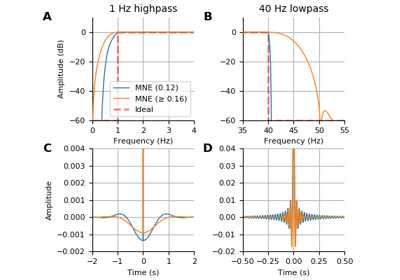 A
1 Hz highpass
B
40 Hz lowpass
Amplitude (dB)
0
−20
−40
−60
MNE (0.12)
MNE (≥ 0.16)
Ideal
0 1 2 3 4
Frequency (Hz)
0
−20
−40
−60
35 40 45 50 55
Frequency (Hz)
C
Amplitude
0.004
0.003
0.002
0.001
0.000
−0.001
−0.002
−2 −1 0 1 2
Time (s)
D
0.04
0.03
0.02
0.01
0.00
−0.01
−0.02
−0.50 −0.25 0.00 0.25 0.50
Time (s)